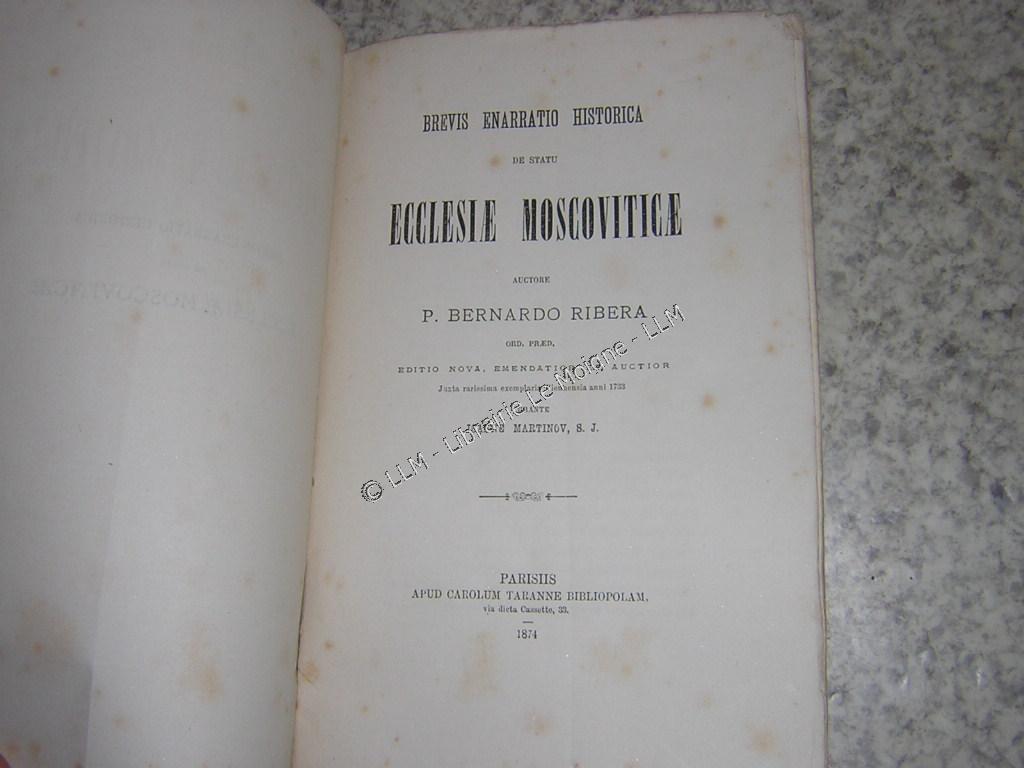 BREVIS ENARRATIO HISTORICA
DE STATU
ECCLESIÆ MOSCOVITICÆ
AUCTORE
P. BERNARDO RIBERA
ORD. PRÆD.
EDITIO NOVA, EMENDATIOR AUCTIOR
Juxta rarissima exemplaria Viennensia anni 1733
MARTINOV, S. J.
© LLM - Librairie Le Moigne - LLM
PARISIIS
APUD CAROLUM TARANNE BIBLIOPOLAM,
via dicta Cassette, 33.
1874